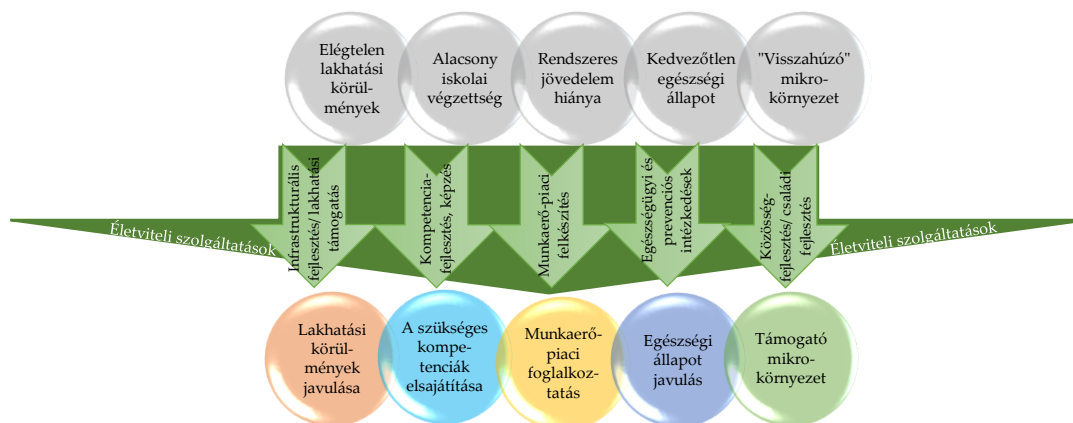 Elégtelen
lakhatási
körül-
mények
Alacsony
iskolai
végzettség
Rendszeres
jövedelem
hiánya
Kedvezőtlen
egészségi
állapot
"Visszahúzó"
mikro-
környezet
Életviteli szolgáltatások
Infrastrukturális
fejlesztés/ lakhatási
támogatás
Kompetencia-
fejlesztés, képzés
Munkaerő-piaci
felkészítés
Egészségügyi és
prevenciós
intézkedések
Közösség-
fejlesztés/ családi
fejlesztés
Életviteli szolgáltatások
Lakhatási
körül-
mények
javulása
A szükséges
kompe-
tenciák
elsajátítása
Munkaerő-
piaci
foglalkoz-
tatás
Egészségi
állapot
javulás
Támogató
mikro-
környezet